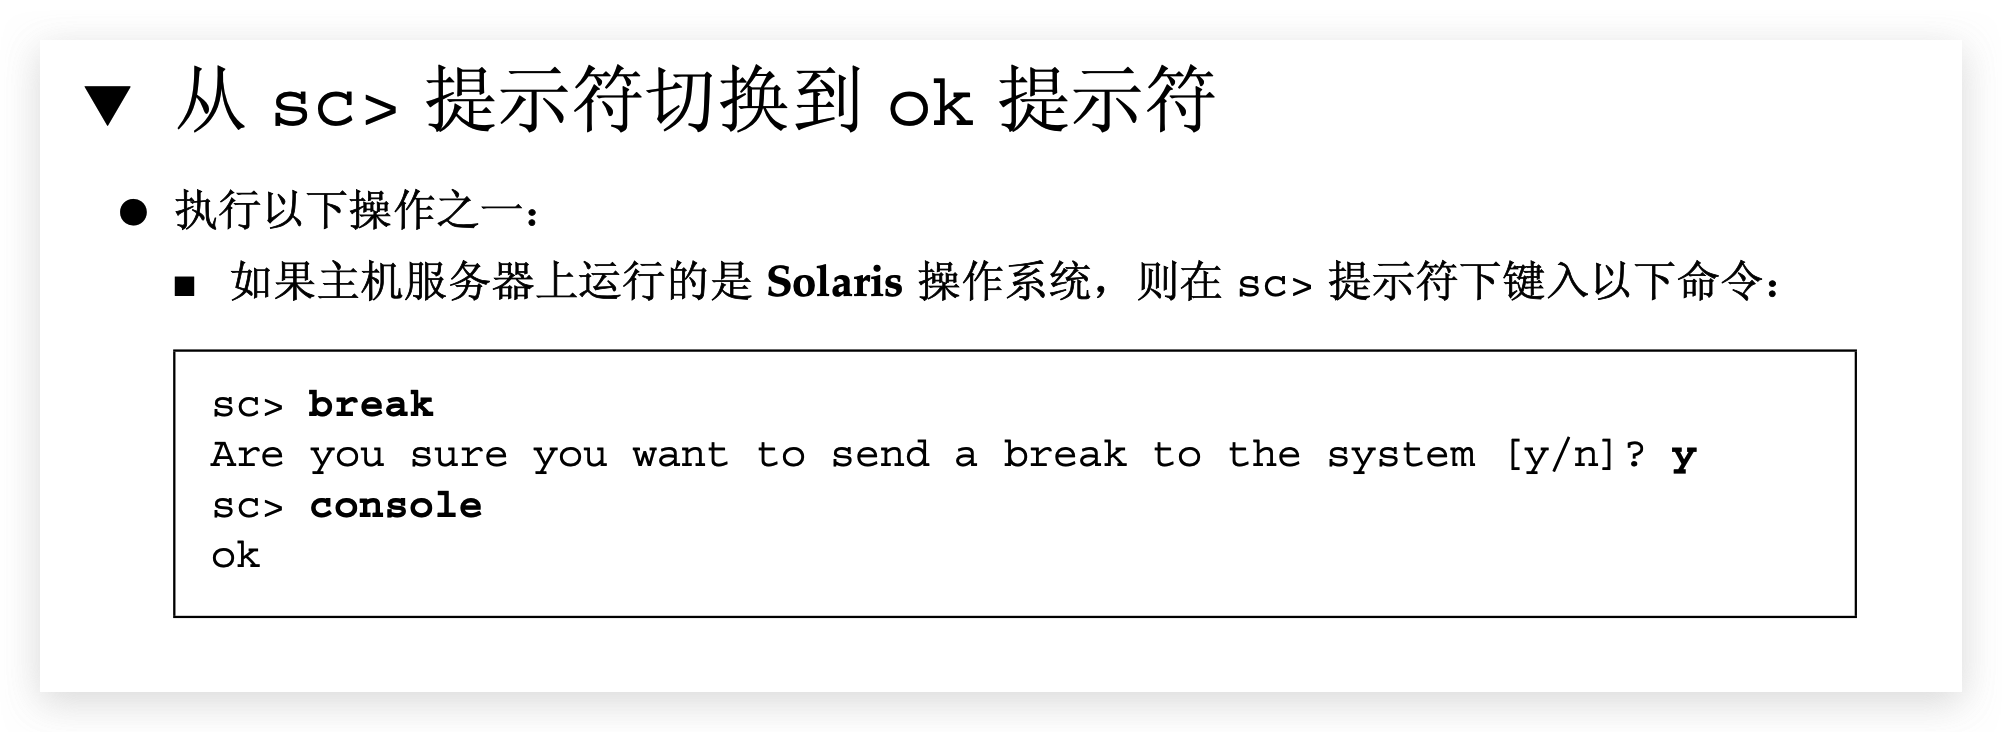 ▼ 从 sc> 提示符切换到 ok 提示符
● 执行以下操作之一：
■ 如果主机服务器上运行的是 Solaris 操作系统，则在 sc> 提示符下键入以下命令：
sc> break
Are you sure you want to send a break to the system [y/n]? y
sc> console
ok